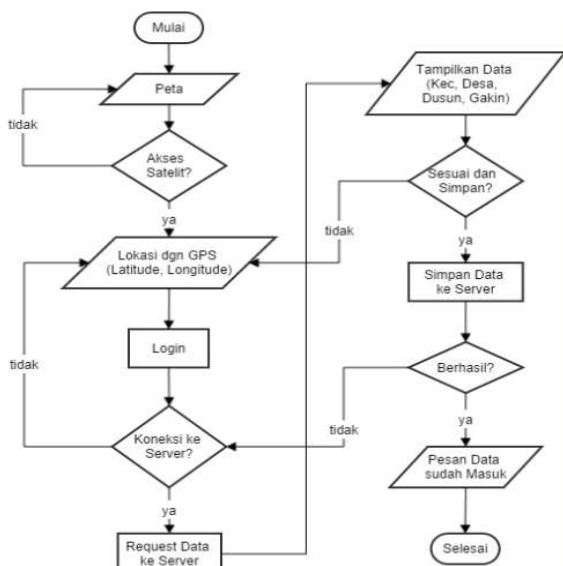 Mulai
Peta
tidak
Akses
Satelit?
ya
Lokasi dgn GPS
(Latitude, Longitude)
Login
tidak
Koneksi ke
Server?
ya
Request Data
ke Server
Tampilkan Data
(Kec, Desa,
Dusun, Gakin)
Sesuai dan
Simpan?
tidak
ya
Simpan Data
ke Server
Berhasil?
tidak
ya
Pesan Data
sudah Masuk
Selesai